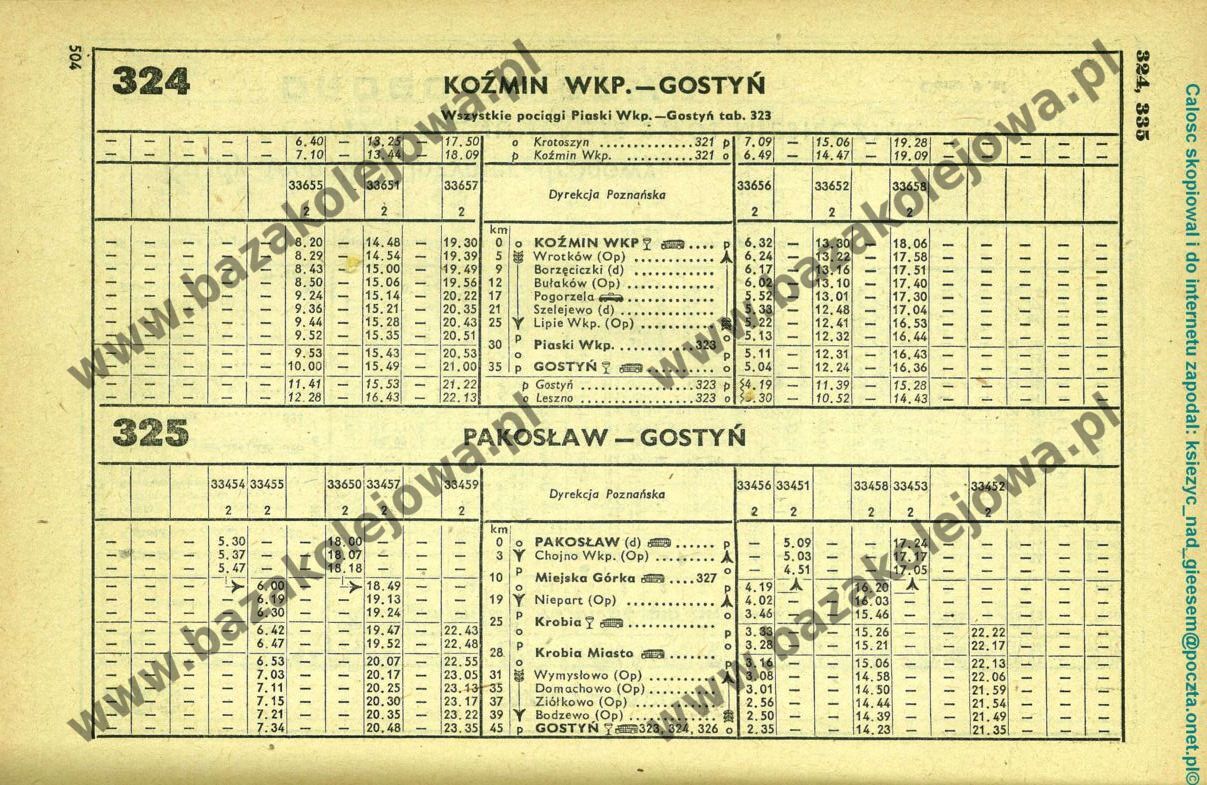 504
324, 335
324
KOŹMIN WKP.—GOSTYŃ
Wszystkie pociągi Piaski Wkp.—Gostyń tab. 323
— — — — — 6.40 — 13.25 — 17.50 o Krotoszyn ............... 321 p 7.09 — 15.06 — 19.28 — — — — —
— — — — — 7.10 — 13.44 — 18.09 p Koźmin Wkp. .......... 321 o 6.49 — 14.47 — 19.09 — — — — —
33655 33651 33657 Dyrekcja Poznańska 33656 33652 33658
2 2 2 2 2 2
km
— — — — — 8.20 — 14.48 — 19.30 0 o KOŹMIN WKP .... p 6.32 — 13.30 — 18.06 — — — — —
— — — — — 8.29 — 14.54 — 19.39 5 Wrotków (Op) ............ 6.24 — 13.22 — 17.58 — — — — —
— — — — — 8.43 — 15.00 — 19.49 9 Borzęciczki (d) ............ 6.17 — 13.16 — 17.51 — — — — —
— — — — — 8.50 — 15.06 — 19.56 12 Bułaków (Op) ............ 6.02 — 13.10 — 17.40 — — — — —
— — — — — 9.24 — 15.14 — 20.22 17 Pogorzela ............ 5.52 — 13.01 — 17.30 — — — — —
— — — — — 9.36 — 15.21 — 20.35 21 Szelejewo (d) ............ 5.33 — 12.48 — 17.04 — — — — —
— — — — — 9.44 — 15.28 — 20.43 25 Lipie Wkp. (Op) ............ 5.22 — 12.41 — 16.53 — — — — —
— — — — — 9.52 — 15.35 — 20.51 30 p Piaski Wkp. ............ 323 o 5.13 — 12.32 — 16.44 — — — — —
— — — — — 9.53 — 15.43 — 20.53 o p 5.11 — 12.31 — 16.43 — — — — —
— — — — — 10.00 — 15.49 — 21.00 35 p GOSTYŃ ............ o 5.04 — 12.24 — 16.36 — — — — —
— — — — — 11.41 — 15.53 — 21.22 p Gostyń ............... 323 p 4.19 — 11.39 — 15.28 — — — — —
— — — — — 12.28 — 16.43 — 22.13 o Leszno ............... 323 o .30 — 10.52 — 14.43 — — — — —
325
PAKOSŁAW — GOSTYŃ
33454 33455 33650 33457 33459 Dyrekcja Poznańska 33456 33451 33458 33453 33452
2 2 2 2 2 2 2 2 2 2
km
— — — 5.30 — — 18.00 — — — 0 o PAKOSŁAW (d) ...... p — 5.09 — — 17.24 — — — — —
— — — 5.37 — — 18.07 — — — 3 Chojno Wkp. (Op) ......... — 5.03 — — 17.17 — — — — —
— — — 5.47 — — 18.18 — — — 10 p Miejska Górka .... 327 o — 4.51 — — 17.05 — — — — —
— — — 6.00 — — 18.49 — — o p 4.19 — 16.20 — — — — —
— — — — 6.19 — — 19.13 — — 19 Niepart (Op) ............ 4.02 — — 16.03 — — — — — —
— — — — 6.30 — — 19.24 — — 25 p Krobia ............ o 3.46 — — 15.46 — — — — — —
— — — — 6.42 — — 19.47 — 22.43 o p 3.33 — — 15.26 — — 22.22 — — —
— — — — 6.47 — — 19.52 — 22.48 28 p Krobia Miasto ....... o 3.28 — — 15.21 — — 22.17 — — —
— — — — 6.53 — — 20.07 — 22.55 o p 3.16 — — 15.06 — — 22.13 — — —
— — — — 7.03 — — 20.17 — 23.05 31 Wymysłowo (Op) .......... 3.08 — — 14.58 — — 22.06 — — —
— — — — 7.11 — — 20.25 — 23.13 35 Domachowo (Op) .......... 3.01 — — 14.50 — — 21.59 — — —
— — — — 7.15 — — 20.30 — 23.17 37 Ziółkowo (Op) ............ 2.56 — — 14.44 — — 21.54 — — —
— — — — 7.21 — — 20.35 — 23.22 39 Bodzewo (Op) ............ 2.50 — — 14.39 — — 21.49 — — —
— — — — 7.34 — — 20.48 — 23.35 45 p GOSTYŃ 323, 324, 326 o 2.35 — — 14.23 — — 21.35 — — —
www.bazakolejowa.pl
www.bazakolejowa.pl
www.bazakolejowa.pl
www.bazakolejowa.pl
Calosc skopiowal i do internetu zapodal: ksiezyc_nad_gieesem@poczta.onet.pl©